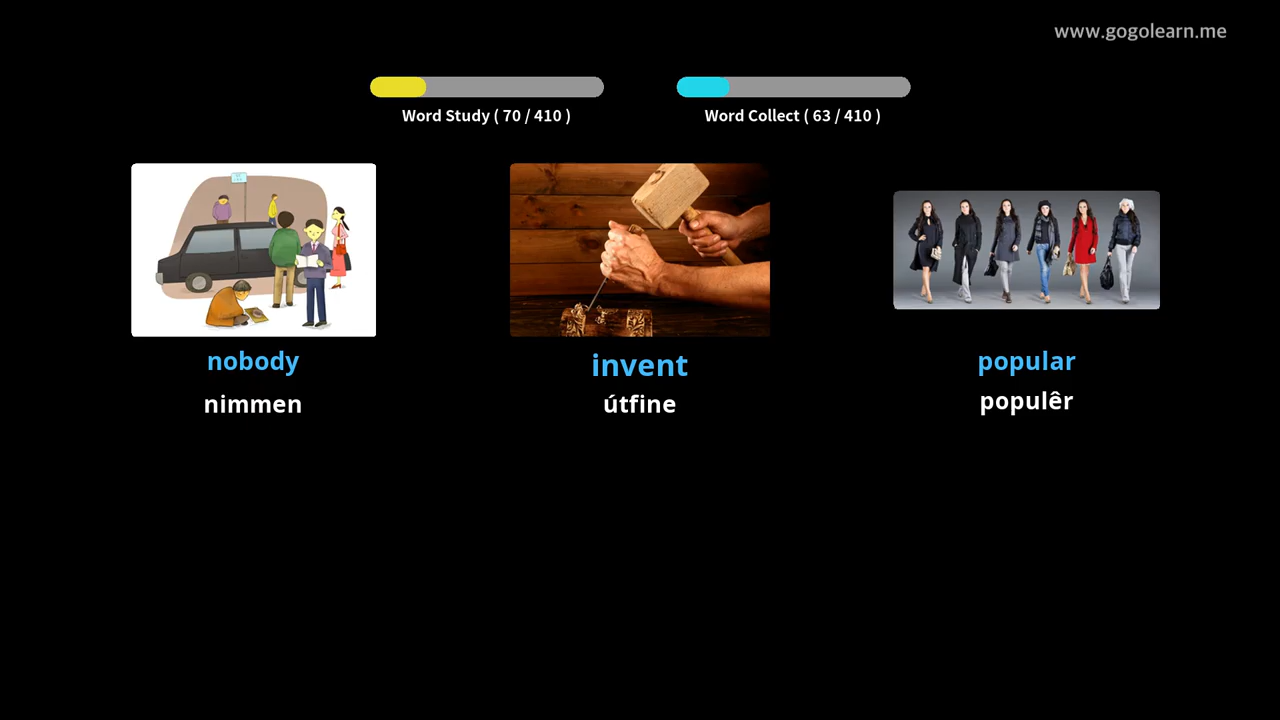 www.gogolearn.me
Word Study ( 70 / 410 )
Word Collect ( 63 / 410 )
nobody
nimmen
invent
útfine
popular
populêr